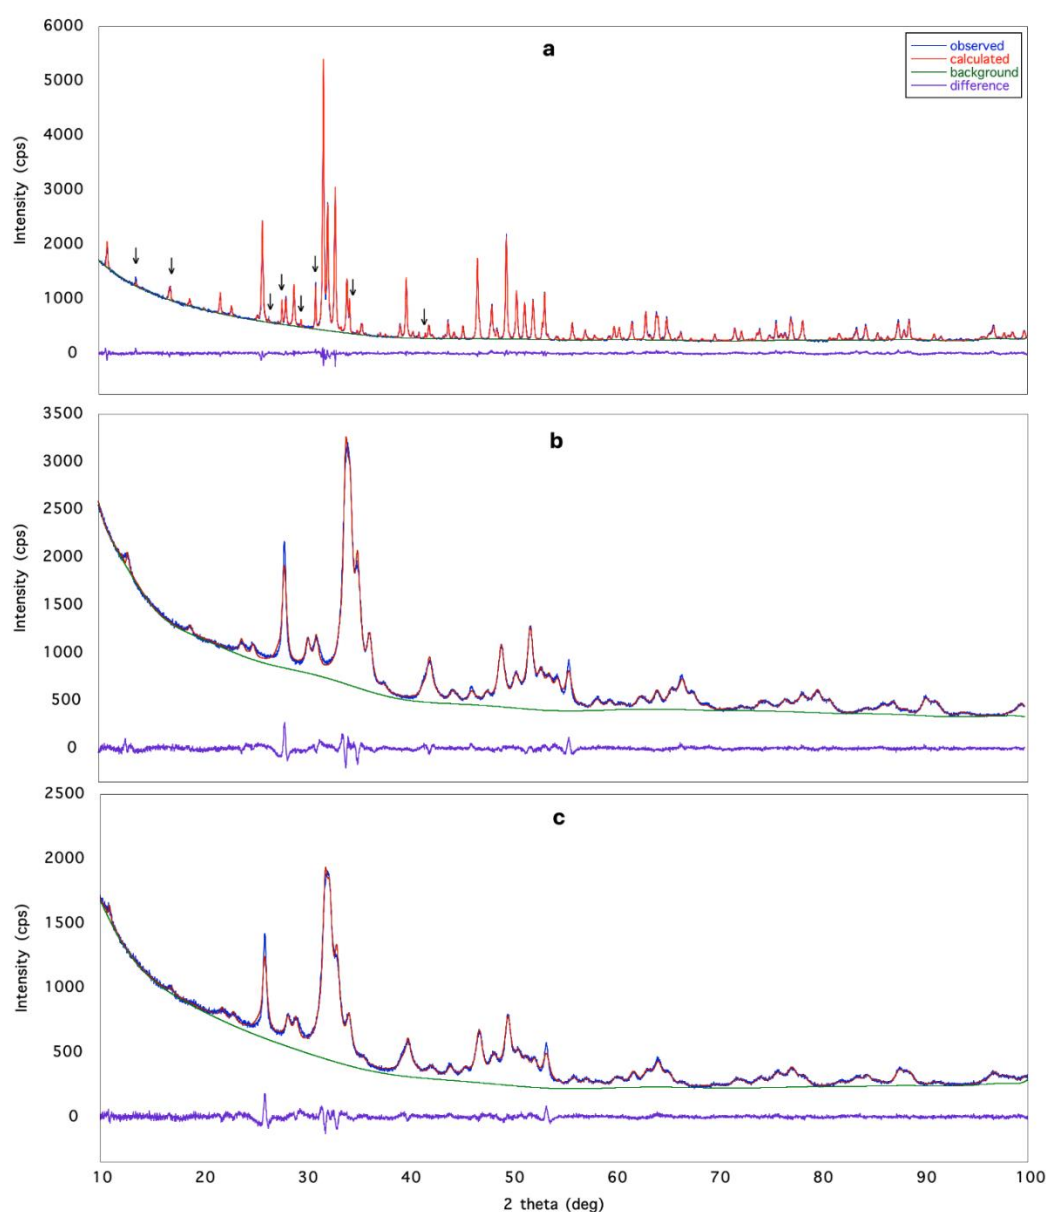 a
observed
calculated
background
difference
Intensity (cps)
6000
5000
4000
3000
2000
1000
0
b
Intensity (cps)
3500
3000
2500
2000
1500
1000
500
0
c
Intensity (cps)
2500
2000
1500
1000
500
0
10 20 30 40 50 60 70 80 90 100
2 theta (deg)